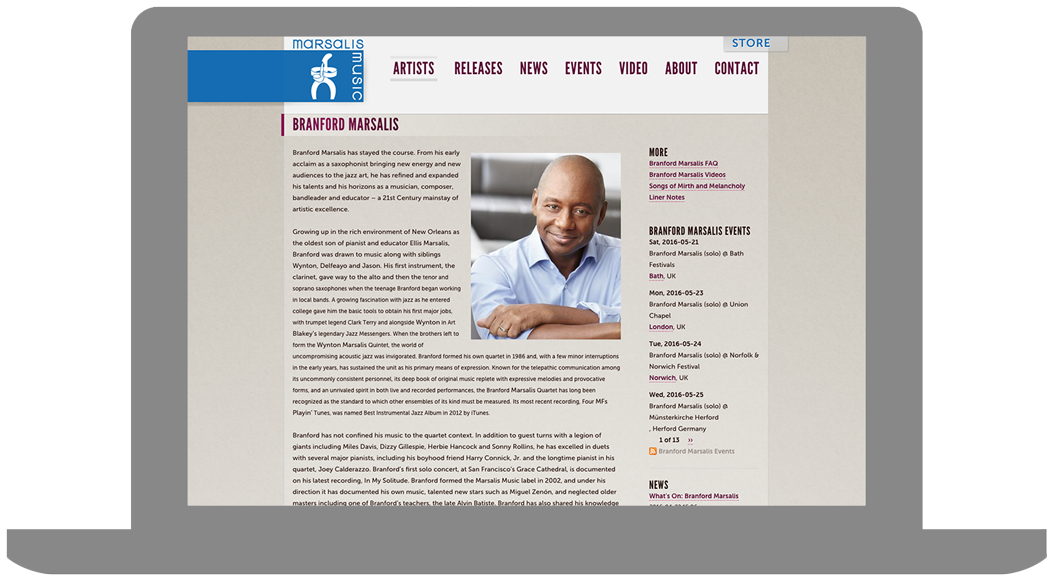 marsalis
MUSIC
STORE
ARTISTS RELEASES NEWS EVENTS VIDEO ABOUT CONTACT
BRANFORD MARSALIS
Branford Marsalis has stayed the course. From his early
acclaim as a saxophonist bringing new energy and new
audiences to the jazz art, he has refined and expanded
his talents and his horizons as a musician, composer,
bandleader and educator – a 21st Century mainstay of
artistic excellence.
Growing up in the rich environment of New Orleans as
the oldest son of pianist and educator Ellis Marsalis,
Branford was drawn to music along with siblings
Wynton, Delfeayo and Jason. His first instrument, the
clarinet, gave way to the alto and then the tenor and
soprano saxophones when the teenage Branford began working
in local bands. A growing fascination with jazz as he entered
college gave him the basic tools to obtain his first major jobs,
with trumpet legend Clark Terry and alongside Wynton in Art
Blakey's legendary Jazz Messengers. When the brothers left to
form the Wynton Marsalis Quintet, the world of
uncompromising acoustic jazz was invigorated. Branford formed his own quartet in 1986 and, with a few minor interruptions
in the early years, has sustained the unit as his primary means of expression. Known for the telepathic communication among
its uncommonly consistent personnel, its deep book of original music replete with expressive melodies and provocative
forms, and an unrivaled spirit in both live and recorded performances, the Branford Marsalis Quartet has long been
recognized as the standard to which other ensembles of its kind must be measured. Its most recent recording, Four MFs
Playin' Tunes, was named Best Instrumental Jazz Album in 2012 by iTunes.
Branford has not confined his music to the quartet context. In addition to guest turns with a legion of
giants including Miles Davis, Dizzy Gillespie, Herbie Hancock and Sonny Rollins, he has excelled in duets
with several major pianists, including his boyhood friend Harry Connick, Jr. and the longtime pianist in his
quartet, Joey Calderazzo. Branford's first solo concert, at San Francisco's Grace Cathedral, is documented
on his latest recording, In My Solitude. Branford formed the Marsalis Music label in 2002, and under his
direction it has documented his own music, talented new stars such as Miguel Zenón, and neglected older
masters including one of Branford's teachers, the late Alvin Batiste. Branford has also shared his knowledge
MORE
Branford Marsalis FAQ
Branford Marsalis Videos
Songs of Mirth and Melancholy
Liner Notes
BRANFORD MARSALIS EVENTS
Sat, 2016-05-21
Branford Marsalis (solo) @ Bath
Festivals
Bath, UK
Mon, 2016-05-23
Branford Marsalis (solo) @ Union
Chapel
London, UK
Tue, 2016-05-24
Branford Marsalis (solo) @ Norfolk &
Norwich Festival
Norwich, UK
Wed, 2016-05-25
Branford Marsalis (solo) @
Münsterkirche Herford
, Herford Germany
1 of 13 ››
Branford Marsalis Events
NEWS
What's On: Branford Marsalis